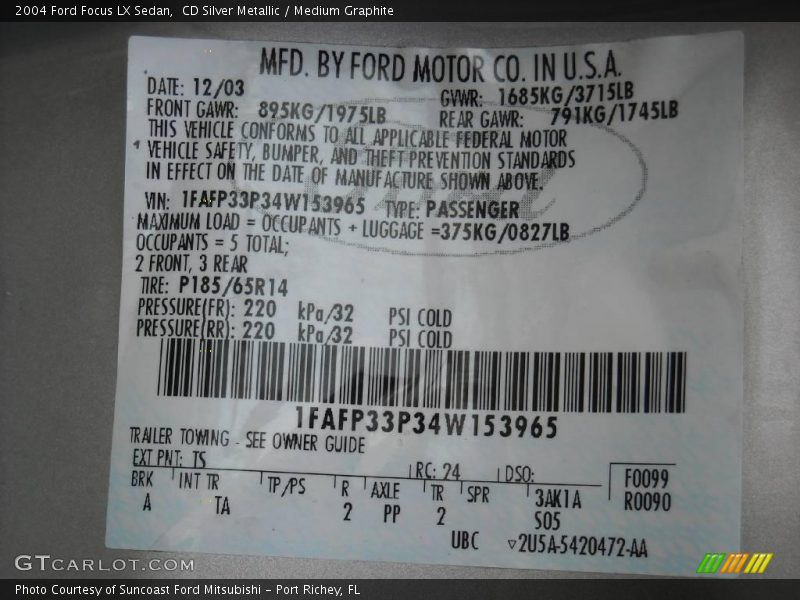 2004 Ford Focus LX Sedan, CD Silver Metallic / Medium Graphite
MFD. BY FORD MOTOR CO. IN U.S.A.
DATE: 12/03 GVWR: 1685KG/3715LB
FRONT GAWR: 895KG/1975LB REAR GAWR: 791KG/1745LB
THIS VEHICLE CONFORMS TO ALL APPLICABLE FEDERAL MOTOR
VEHICLE SAFETY, BUMPER, AND THEFT PREVENTION STANDARDS
IN EFFECT ON THE DATE OF MANUFACTURE SHOWN ABOVE.
VIN: 1FAFP33P34W153965 TYPE: PASSENGER
MAXIMUM LOAD = OCCUPANTS + LUGGAGE =375KG/0827LB
OCCUPANTS = 5 TOTAL;
2 FRONT, 3 REAR
TIRE: P185/65R14
PRESSURE(FR): 220 kPa/32 PSI COLD
PRESSURE(RR): 220 kPa/32 PSI COLD
1FAFP33P34W153965
TRAILER TOWING - SEE OWNER GUIDE
EXT PNT: TS RC: 24 DSO: F0099
BRK INT TR TP/PS R AXLE TR SPR 3AK1A R0090
A TA 2 PP 2 S05
UBC ▽2U5A-5420472-AA
GTCARLOT.COM
Photo Courtesy of Suncoast Ford Mitsubishi - Port Richey, FL